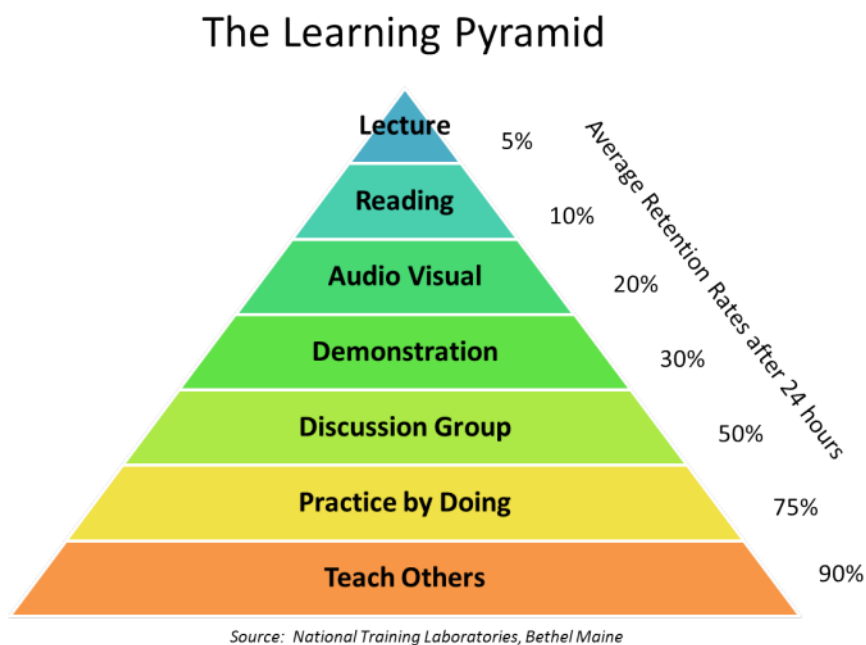 The Learning Pyramid
Lecture
5%
Reading
10%
Audio Visual
20%
Demonstration
30%
Discussion Group
50%
Practice by Doing
75%
Teach Others
90%
Average Retention Rates after 24 hours
Source: National Training Laboratories, Bethel Maine